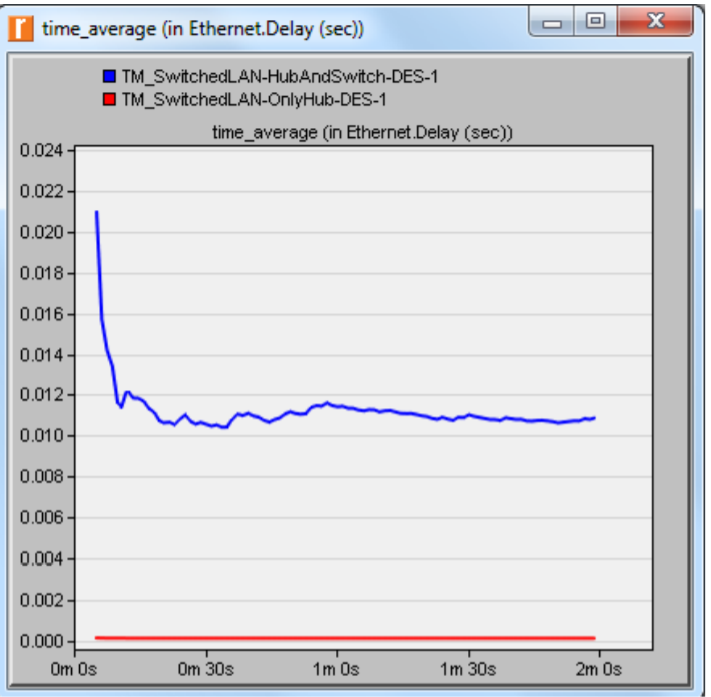 time_average (in Ethernet.Delay (sec))
TM_SwitchedLAN-HubAndSwitch-DES-1
TM_SwitchedLAN-OnlyHub-DES-1
time_average (in Ethernet.Delay (sec))
0.024
0.022
0.020
0.018
0.016
0.014
0.012
0.010
0.008
0.006
0.004
0.002
0.000
0m 0s 0m 30s 1m 0s 1m 30s 2m 0s